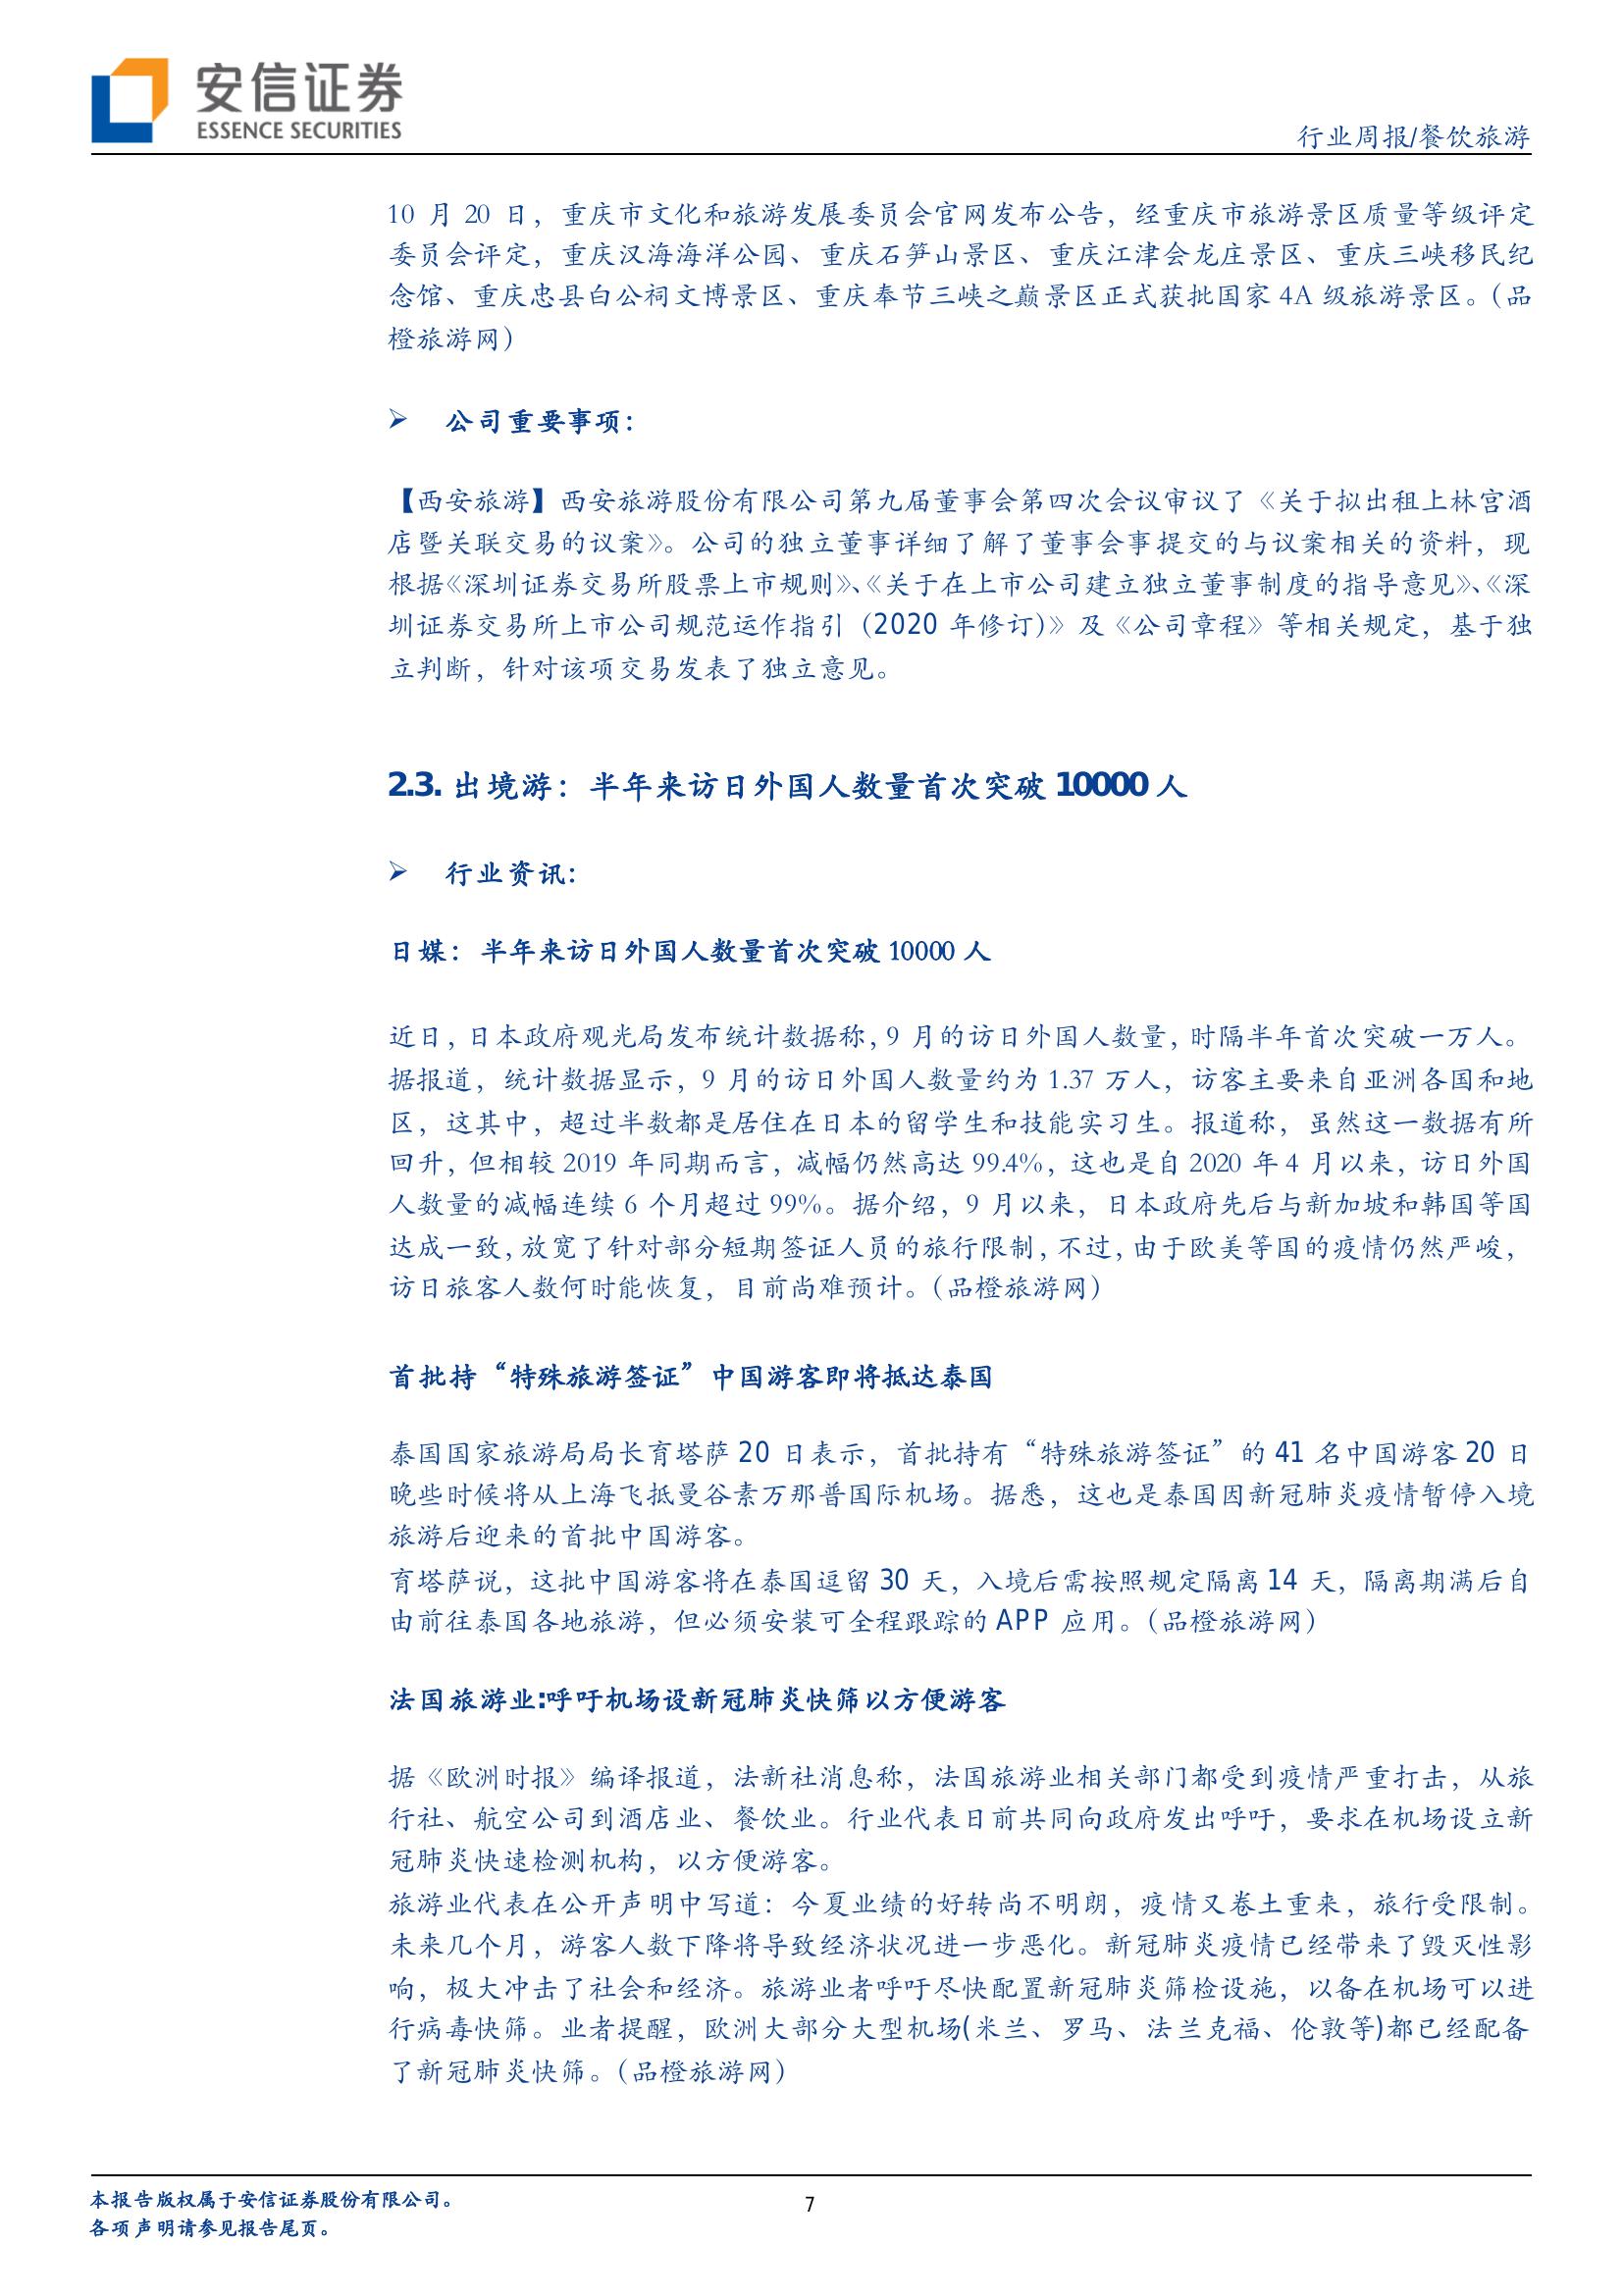 安信证券
ESSENCE SECURITIES
行业周报/餐饮旅游
10 月 20 日，重庆市文化和旅游发展委员会官网发布公告，经重庆市旅游景区质量等级评定
委员会评定，重庆汉海海洋公园、重庆石笋山景区、重庆江津会龙庄景区、重庆三峡移民纪
念馆、重庆忠县白公祠文博景区、重庆奉节三峡之巅景区正式获批国家 4A 级旅游景区。（品
橙旅游网）
➢ 公司重要事项：
【西安旅游】西安旅游股份有限公司第九届董事会第四次会议审议了《关于拟出租上林宫酒
店暨关联交易的议案》。公司的独立董事详细了解了董事会事提交的与议案相关的资料，现
根据《深圳证券交易所股票上市规则》、《关于在上市公司建立独立董事制度的指导意见》、《深
圳证券交易所上市公司规范运作指引（2020 年修订）》及《公司章程》等相关规定，基于独
立判断，针对该项交易发表了独立意见。
2.3. 出境游：半年来访日外国人数量首次突破 10000 人
➢ 行业资讯：
日媒：半年来访日外国人数量首次突破 10000 人
近日，日本政府观光局发布统计数据称，9 月的访日外国人数量，时隔半年首次突破一万人。
据报道，统计数据显示，9 月的访日外国人数量约为 1.37 万人，访客主要来自亚洲各国和地
区，这其中，超过半数都是居住在日本的留学生和技能实习生。报道称，虽然这一数据有所
回升，但相较 2019 年同期而言，减幅仍然高达 99.4%，这也是自 2020 年 4 月以来，访日外国
人数量的减幅连续 6 个月超过 99%。据介绍，9 月以来，日本政府先后与新加坡和韩国等国
达成一致，放宽了针对部分短期签证人员的旅行限制，不过，由于欧美等国的疫情仍然严峻，
访日旅客人数何时能恢复，目前尚难预计。（品橙旅游网）
首批持“特殊旅游签证”中国游客即将抵达泰国
泰国国家旅游局局长育塔萨 20 日表示，首批持有“特殊旅游签证”的 41 名中国游客 20 日
晚些时候将从上海飞抵曼谷素万那普国际机场。据悉，这也是泰国因新冠肺炎疫情暂停入境
旅游后迎来的首批中国游客。
育塔萨说，这批中国游客将在泰国逗留 30 天，入境后需按照规定隔离 14 天，隔离期满后自
由前往泰国各地旅游，但必须安装可全程跟踪的 APP 应用。（品橙旅游网）
法国旅游业:呼吁机场设新冠肺炎快筛以方便游客
据《欧洲时报》编译报道，法新社消息称，法国旅游业相关部门都受到疫情严重打击，从旅
行社、航空公司到酒店业、餐饮业。行业代表日前共同向政府发出呼吁，要求在机场设立新
冠肺炎快速检测机构，以方便游客。
旅游业代表在公开声明中写道：今夏业绩的好转尚不明朗，疫情又卷土重来，旅行受限制。
未来几个月，游客人数下降将导致经济状况进一步恶化。新冠肺炎疫情已经带来了毁灭性影
响，极大冲击了社会和经济。旅游业者呼吁尽快配置新冠肺炎筛检设施，以备在机场可以进
行病毒快筛。业者提醒，欧洲大部分大型机场(米兰、罗马、法兰克福、伦敦等)都已经配备
了新冠肺炎快筛。（品橙旅游网）
本报告版权属于安信证券股份有限公司。
各项声明请参见报告尾页。
7